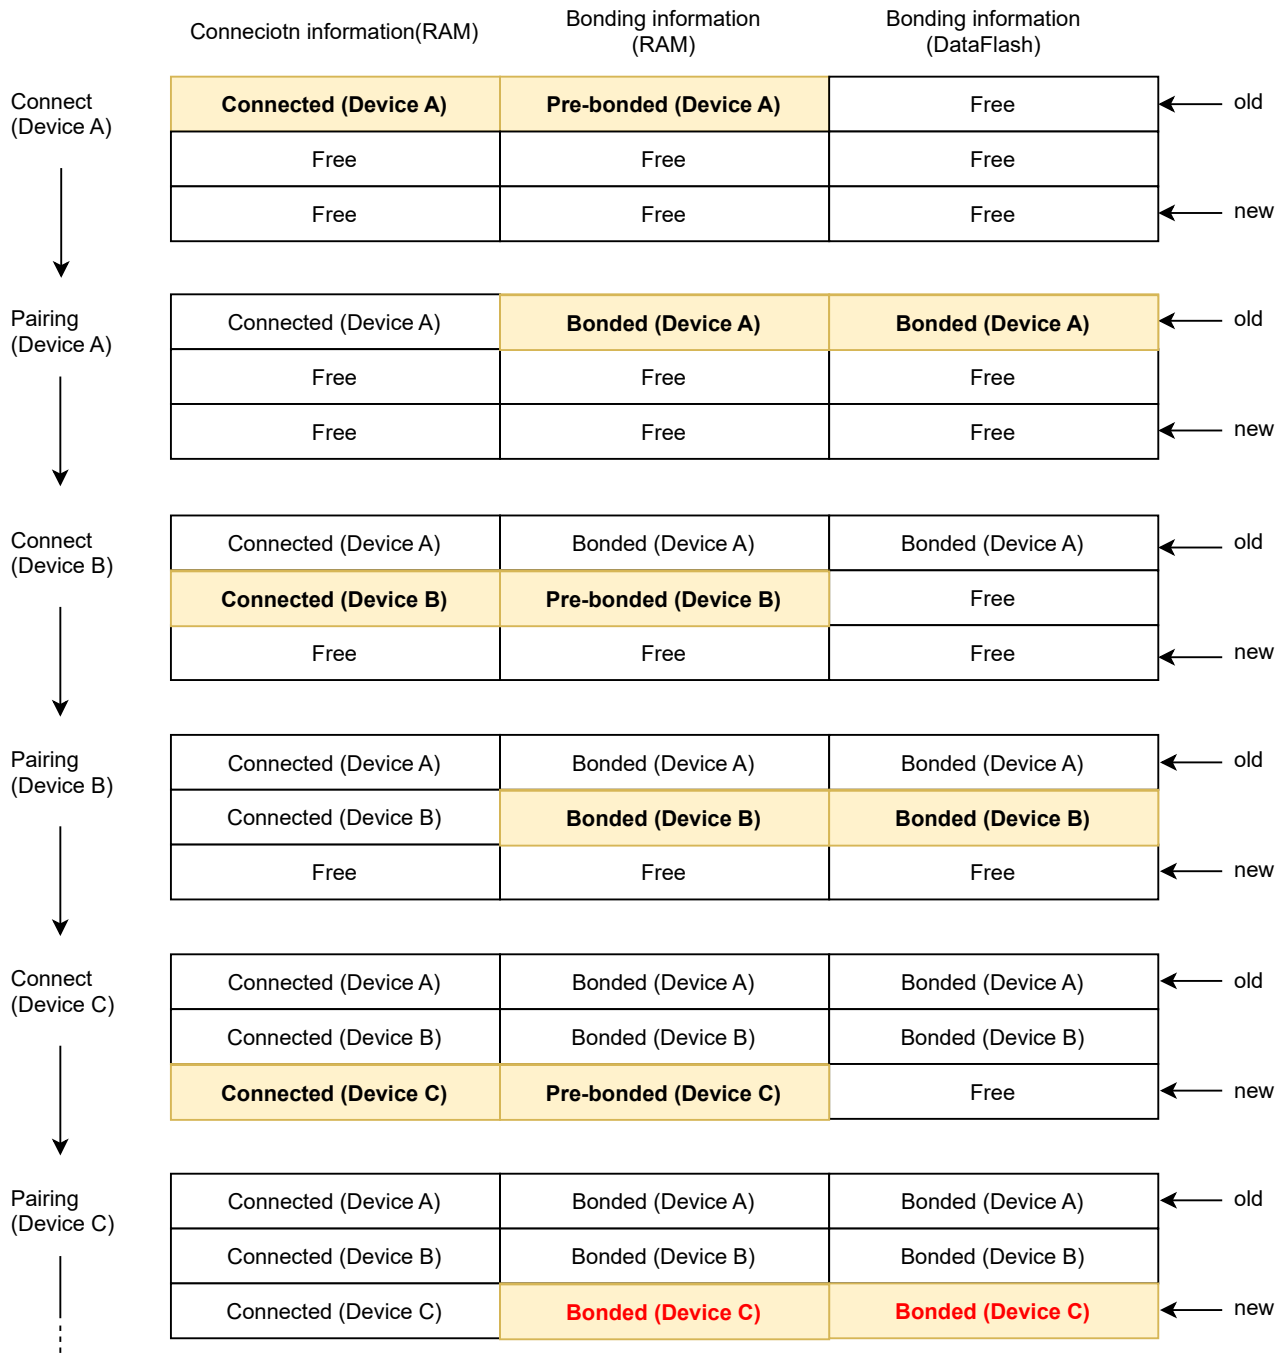 Conneciotn information(RAM)
Bonding information
(RAM)
Bonding information
(DataFlash)
Connect
(Device A)
Connected (Device A) Pre-bonded (Device A) Free old
Free Free Free
Free Free Free new
Pairing
(Device A)
Connected (Device A) Bonded (Device A) Bonded (Device A) old
Free Free Free
Free Free Free new
Connect
(Device B)
Connected (Device A) Bonded (Device A) Bonded (Device A) old
Connected (Device B) Pre-bonded (Device B) Free
Free Free Free new
Pairing
(Device B)
Connected (Device A) Bonded (Device A) Bonded (Device A) old
Connected (Device B) Bonded (Device B) Bonded (Device B)
Free Free Free new
Connect
(Device C)
Connected (Device A) Bonded (Device A) Bonded (Device A) old
Connected (Device B) Bonded (Device B) Bonded (Device B)
Connected (Device C) Pre-bonded (Device C) Free new
Pairing
(Device C)
Connected (Device A) Bonded (Device A) Bonded (Device A) old
Connected (Device B) Bonded (Device B) Bonded (Device B)
Connected (Device C) Bonded (Device C) Bonded (Device C) new